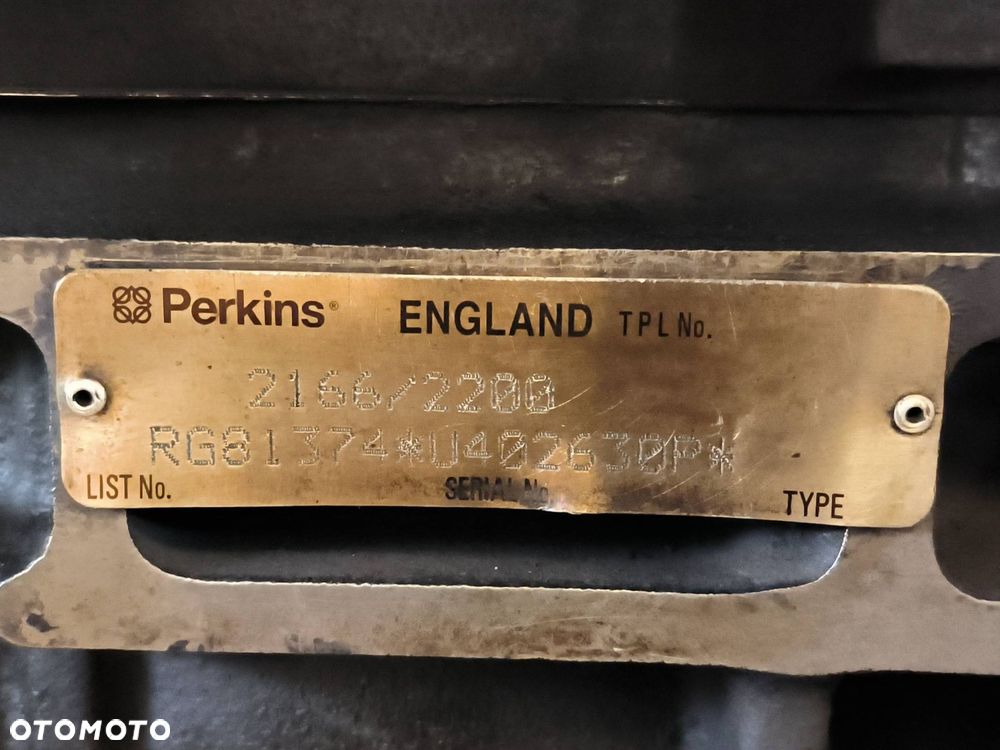 Perkins® ENGLAND TPL No.
2166/2200
RG81374*U402630P*
LIST No. SERIAL No. TYPE
OTOMOTO